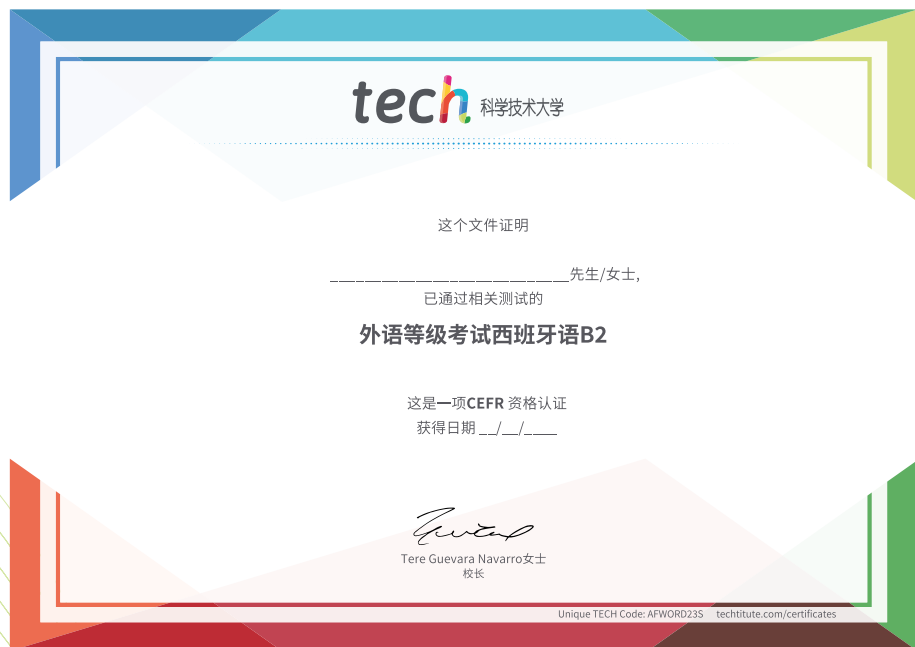 tech 科学技术大学
这个文件证明
____________________________先生/女士,
已通过相关测试的
外语等级考试西班牙语B2
这是一项CEFR 资格认证
获得日期 __/__/____
Tere Guevara Navarro女士
校长
Unique TECH Code: AFWORD23S techtitute.com/certificates